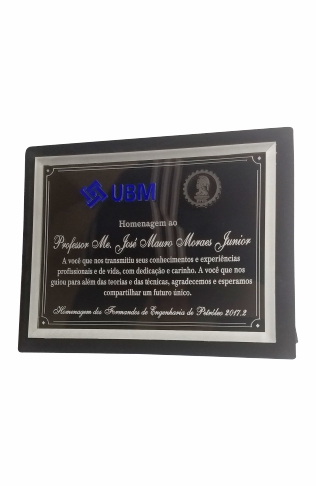 UBM
Homenagem ao
Professor Me. José Mauro Moraes Junior
A você que nos transmitiu seus conhecimentos e experiências
profissionais e de vida, com dedicação e carinho. A você que nos
guiou para além das teorias e das técnicas, agradecemos e esperamos
compartilhar um futuro único.
Homenagem dos Formandos de Engenharia de Petróleo 2017.2